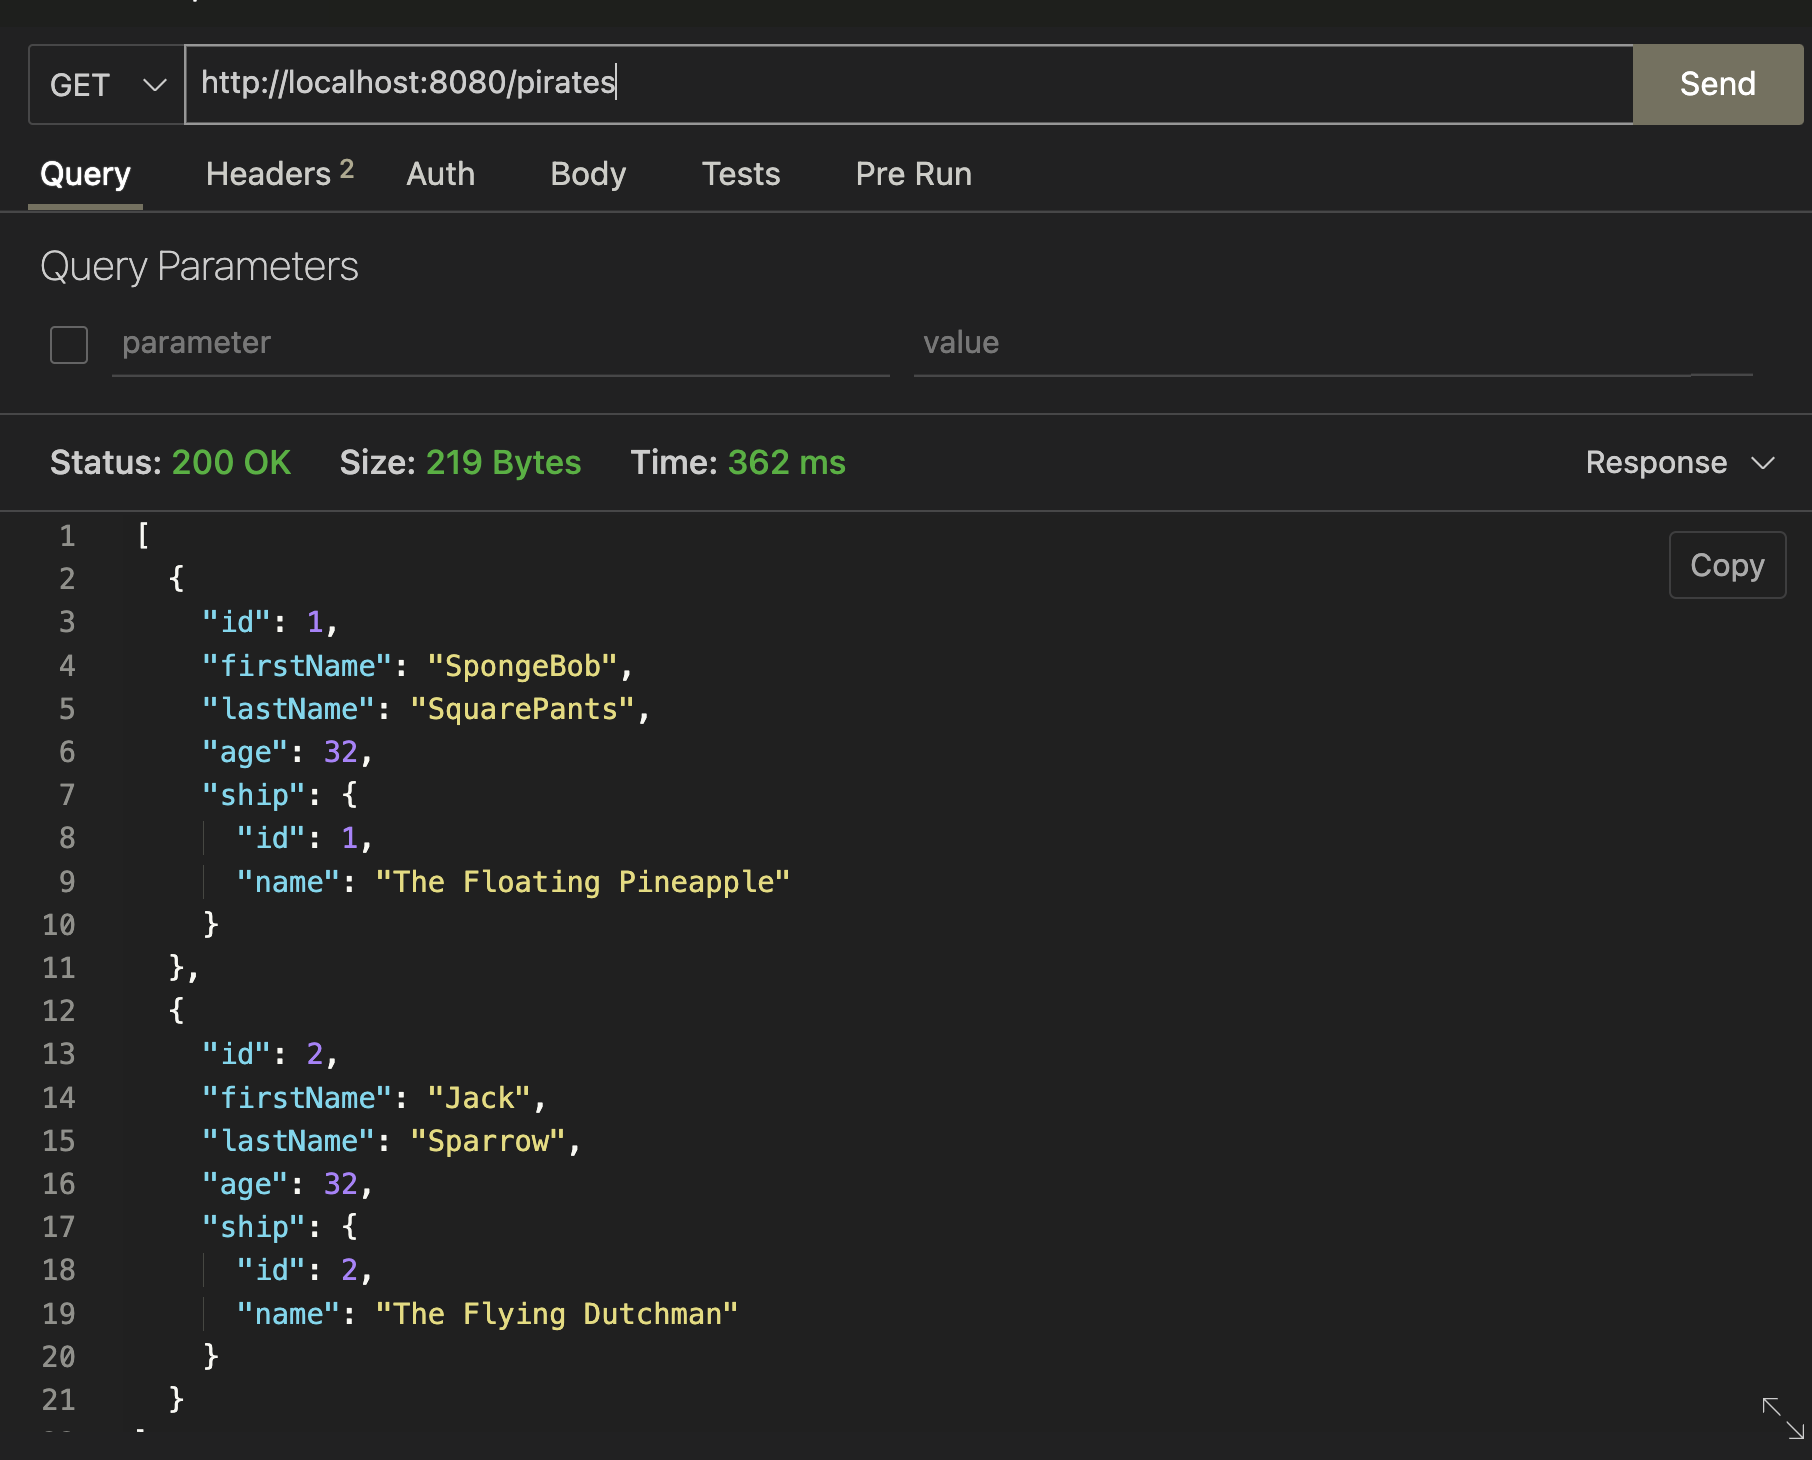 GET http://localhost:8080/pirates Send
Query Headers 2 Auth Body Tests Pre Run
Query Parameters
parameter value
Status: 200 OK Size: 219 Bytes Time: 362 ms Response
Copy
1 [
2 {
3 "id": 1,
4 "firstName": "SpongeBob",
5 "lastName": "SquarePants",
6 "age": 32,
7 "ship": {
8 "id": 1,
9 "name": "The Floating Pineapple"
10 }
11 },
12 {
13 "id": 2,
14 "firstName": "Jack",
15 "lastName": "Sparrow",
16 "age": 32,
17 "ship": {
18 "id": 2,
19 "name": "The Flying Dutchman"
20 }
21 }